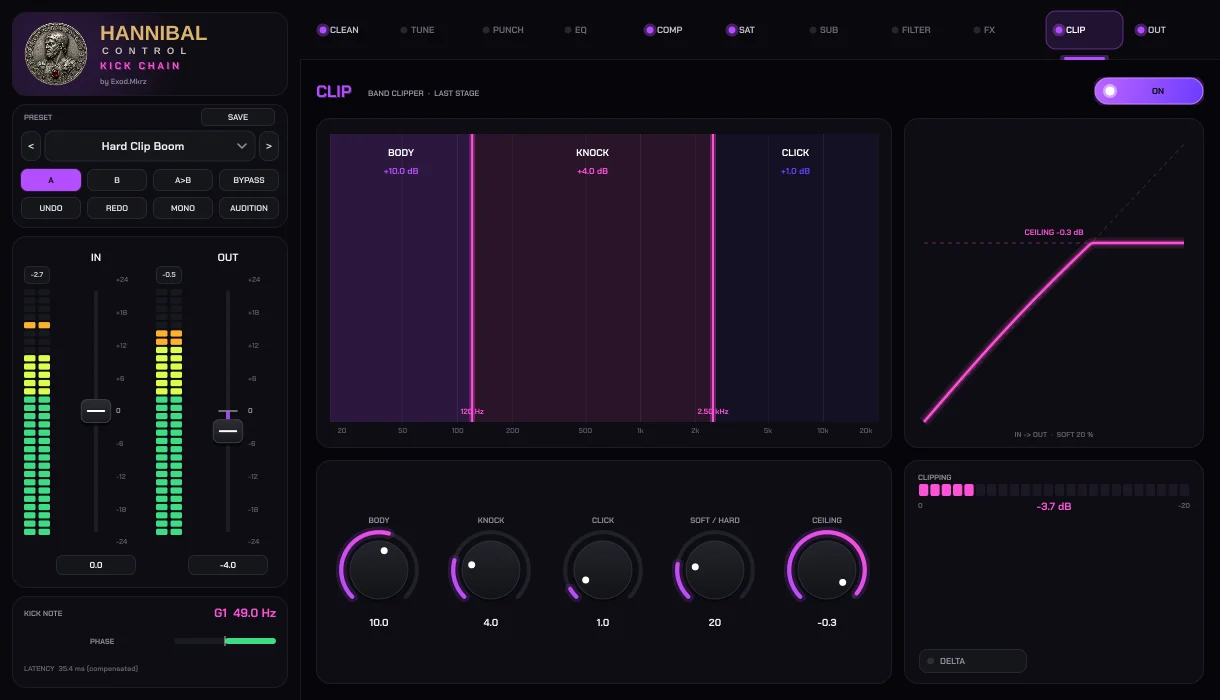 HANNIBAL
CONTROL
KICK CHAIN
by Exod.Mkrz
PRESET
SAVE
<
Hard Clip Boom
>
A
B
A>B
BYPASS
UNDO
REDO
MONO
AUDITION
IN
OUT
-2.7
-0.5
+24
+18
+12
+6
0
-6
-12
-18
-24
+24
+18
+12
+6
0
-6
-12
-18
-24
0.0
-4.0
KICK NOTE
G1 49.0 Hz
PHASE
LATENCY 35.4 ms (compensated)
CLEAN
TUNE
PUNCH
EQ
COMP
SAT
SUB
FILTER
FX
CLIP
OUT
CLIP
BAND CLIPPER · LAST STAGE
ON
BODY
+10.0 dB
KNOCK
+4.0 dB
CLICK
+1.0 dB
120 Hz
2.50 kHz
20
50
100
200
500
1k
2k
5k
10k
20k
CEILING -0.3 dB
IN -> OUT · SOFT 20 %
BODY
KNOCK
CLICK
SOFT / HARD
CEILING
10.0
4.0
1.0
20
-0.3
CLIPPING
0
-3.7 dB
-20
DELTA